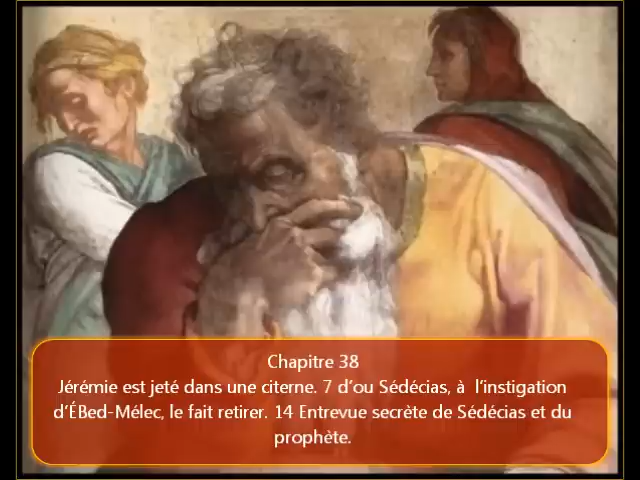 Chapitre 38
Jérémie est jeté dans une citerne. 7 d'ou Sédécias, à l'instigation
d'ÉBed-Mélec, le fait retirer. 14 Entrevue secrète de Sédécias et du
prophète.